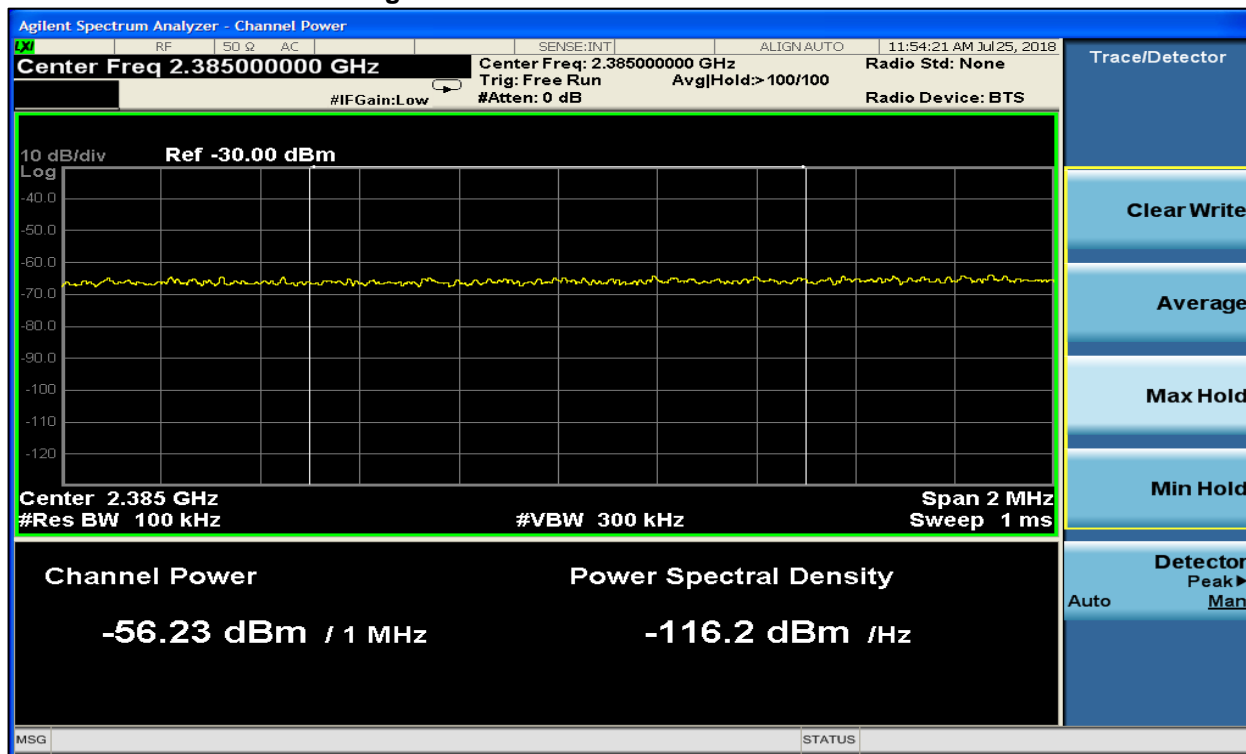 Agilent Spectrum Analyzer - Channel Power
LXI RF 50 Ω AC SENSE:INT ALIGN AUTO 11:54:21 AM Jul 25, 2018
Center Freq 2.385000000 GHz
Center Freq: 2.385000000 GHz
Radio Std: None
Trig: Free Run Avg|Hold:> 100/100
#IFGain:Low
#Atten: 0 dB
Radio Device: BTS
Trace/Detector
10 dB/div Ref -30.00 dBm
Log
-40.0
-50.0
-60.0
-70.0
-80.0
-90.0
-100
-110
-120
Center 2.385 GHz Span 2 MHz
#Res BW 100 kHz #VBW 300 kHz Sweep 1 ms
Clear Write
Average
Max Hold
Min Hold
Detector
Peak▶
Auto Man
Channel Power Power Spectral Density
-56.23 dBm / 1 MHz -116.2 dBm /Hz
MSG STATUS